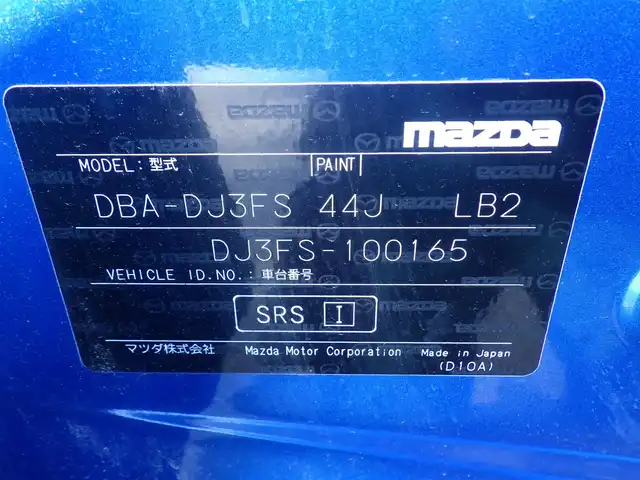 mazDa
MODEL: 型式 PAINT
DBA-DJ3FS 44J LB2
DJ3FS-100165
VEHICLE ID.NO.: 車台番号
SRS I
マツダ株式会社 Mazda Motor Corporation Made in Japan
(D10A)